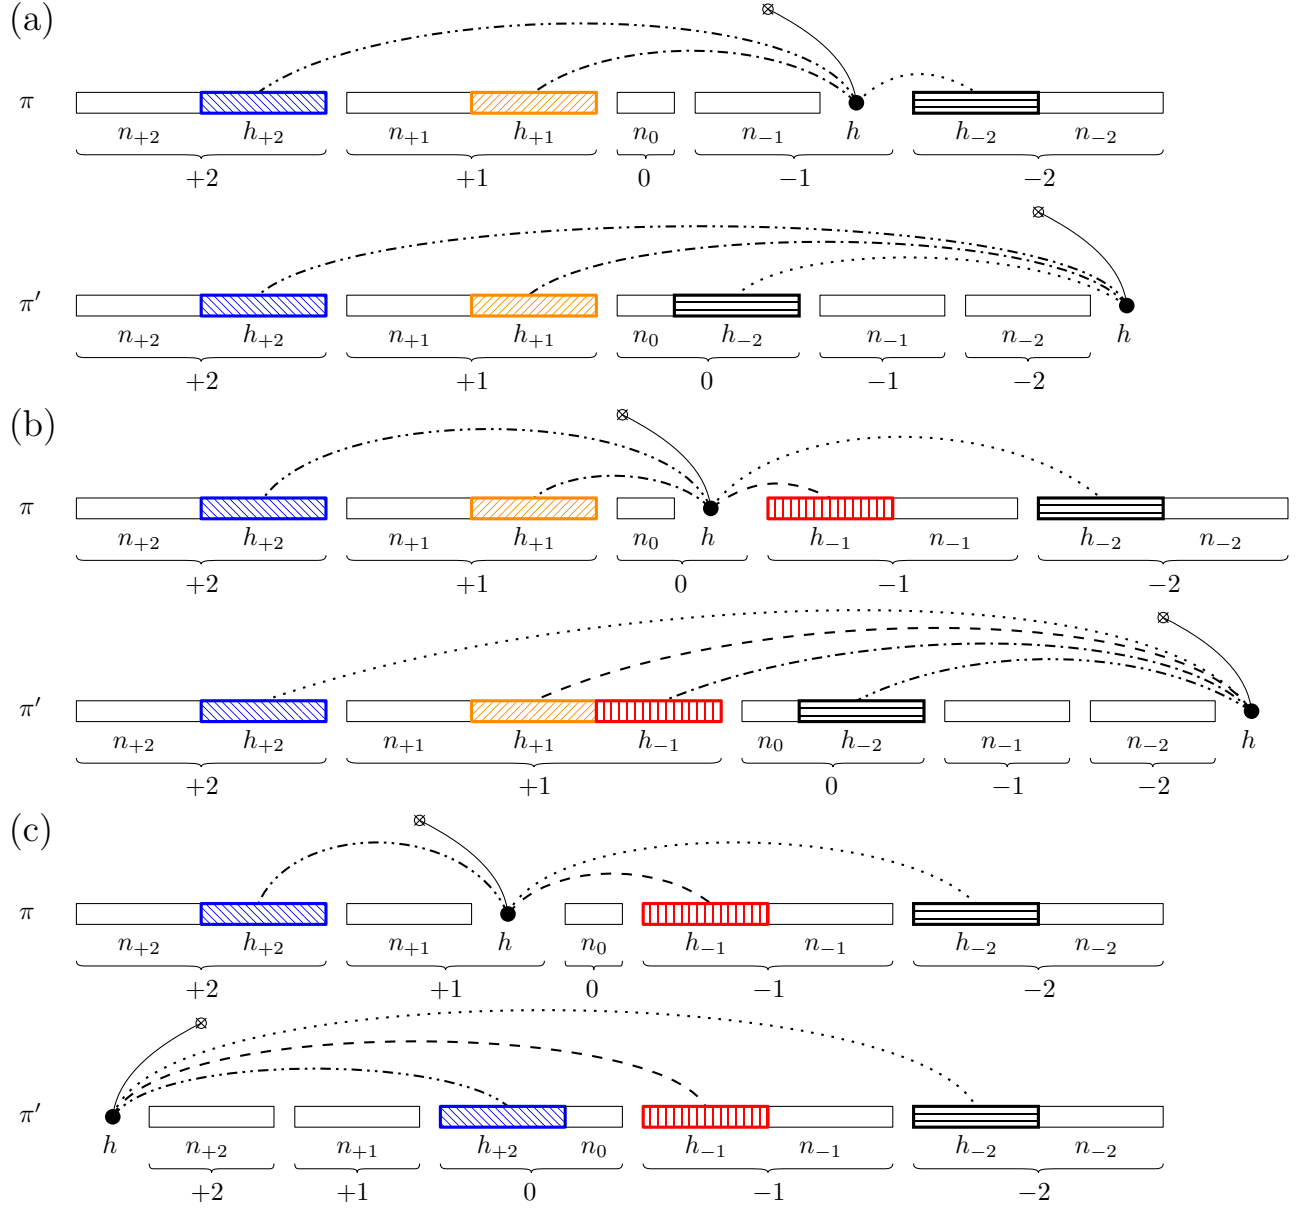 (a)
π
n₊₂ h₊₂ n₊₁ h₊₁ n₀ n₋₁ h h₋₂ n₋₂
+2 +1 0 −1 −2
π′
n₊₂ h₊₂ n₊₁ h₊₁ n₀ h₋₂ n₋₁ n₋₂ h
+2 +1 0 −1 −2
(b)
π
n₊₂ h₊₂ n₊₁ h₊₁ n₀ h h₋₁ n₋₁ h₋₂ n₋₂
+2 +1 0 −1 −2
π′
n₊₂ h₊₂ n₊₁ h₊₁ h₋₁ n₀ h₋₂ n₋₁ n₋₂ h
+2 +1 0 −1 −2
(c)
π
n₊₂ h₊₂ n₊₁ h n₀ h₋₁ n₋₁ h₋₂ n₋₂
+2 +1 0 −1 −2
π′
h n₊₂ n₊₁ h₊₂ n₀ h₋₁ n₋₁ h₋₂ n₋₂
+2 +1 0 −1 −2